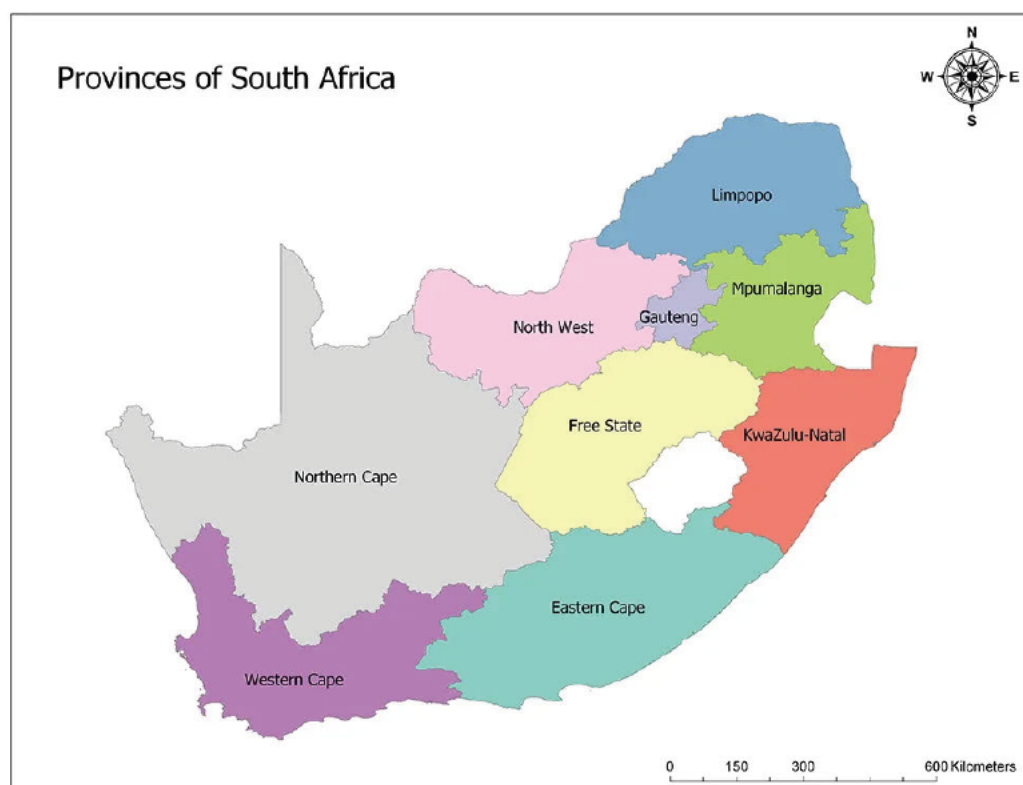 Provinces of South Africa
N
W E
S
Limpopo
Mpumalanga
Gauteng
North West
Free State
KwaZulu-Natal
Northern Cape
Eastern Cape
Western Cape
0 150 300 600 Kilometers